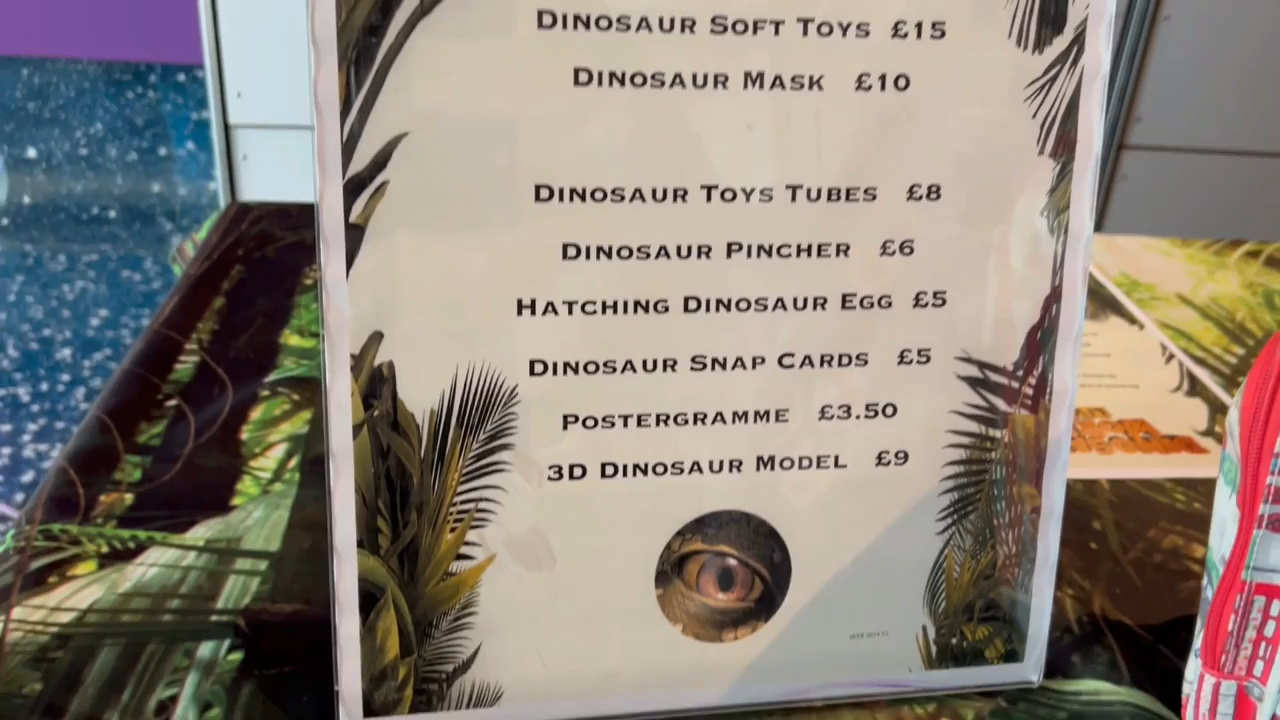 DINOSAUR SOFT TOYS £15
DINOSAUR MASK £10
DINOSAUR TOYS TUBES £8
DINOSAUR PINCHER £6
HATCHING DINOSAUR EGG £5
DINOSAUR SNAP CARDS £5
POSTERGRAMME £3.50
3D DINOSAUR MODEL £9